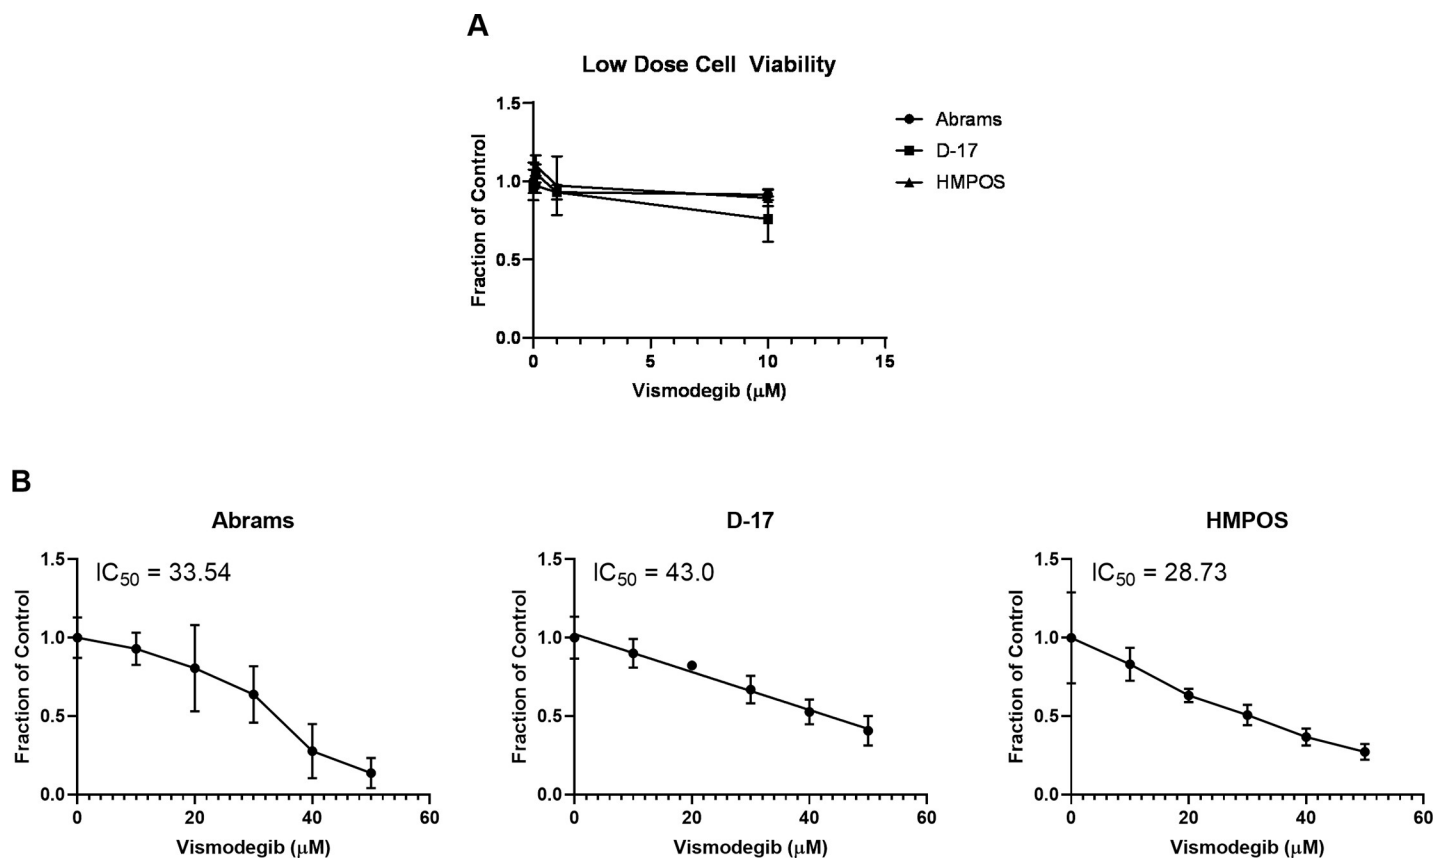 A
Low Dose Cell Viability
Fraction of Control
1.5
1.0
0.5
0.0
0
5
10
15
Vismodegib (μM)
Abrams
D-17
HMPOS
B
Abrams
IC50 = 33.54
Fraction of Control
1.5
1.0
0.5
0.0
0
20
40
60
Vismodegib (μM)
D-17
IC50 = 43.0
Fraction of Control
1.5
1.0
0.5
0.0
0
20
40
60
Vismodegib (μM)
HMPOS
IC50 = 28.73
Fraction of Control
1.5
1.0
0.5
0.0
0
20
40
60
Vismodegib (μM)